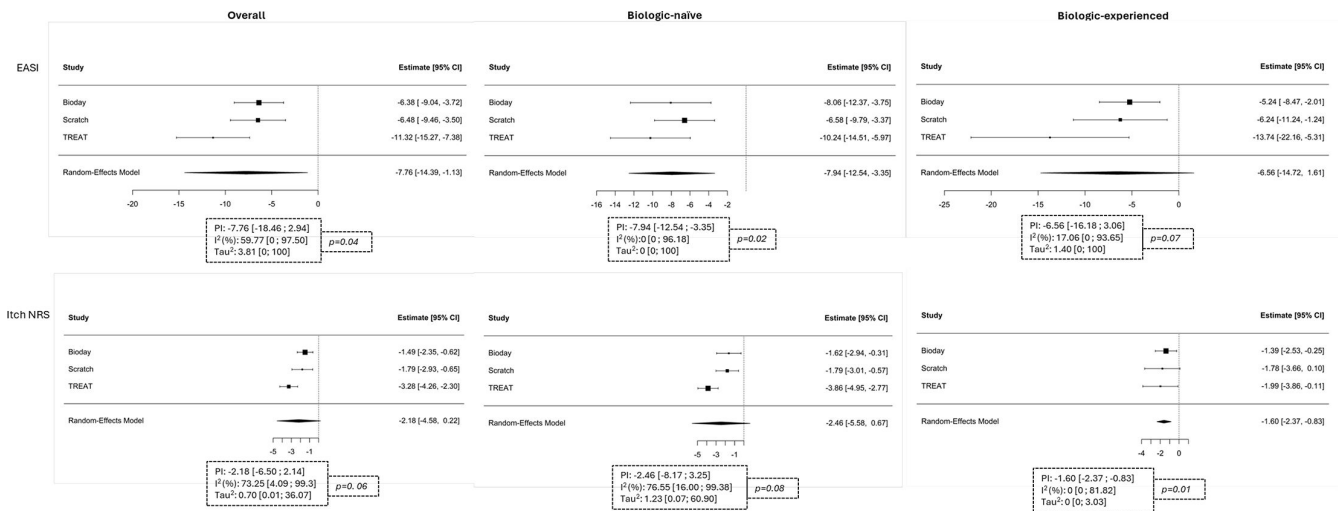 Overall
Biologic-naïve
Biologic-experienced
EASI
Study Estimate [95% CI]
Bioday -6.38 [ -9.04, -3.72]
Scratch -6.48 [ -9.46, -3.50]
TREAT -11.32 [-15.27, -7.38]
Random-Effects Model -7.76 [-14.39, -1.13]
-20 -15 -10 -5 0
PI: -7.76 [-18.46 ; 2.94]
I²(%): 59.77 [0 ; 97.50]
Tau²: 3.81 [0; 100]
p=0.04
Study Estimate [95% CI]
Bioday -8.06 [-12.37, -3.75]
Scratch -6.58 [ -9.79, -3.37]
TREAT -10.24 [-14.51, -5.97]
Random-Effects Model -7.94 [-12.54, -3.35]
-16 -14 -12 -10 -8 -6 -4 -2
PI: -7.94 [-12.54 ; -3.35]
I²(%):0 [0 ; 96.18]
Tau²: 0 [0 ; 100]
p=0.02
Study Estimate [95% CI]
Bioday -5.24 [ -8.47, -2.01]
Scratch -6.24 [-11.24, -1.24]
TREAT -13.74 [-22.16, -5.31]
Random-Effects Model -6.56 [-14.72, 1.61]
-25 -20 -15 -10 -5 0
PI: -6.56 [-16.18 ; 3.06]
I²(%): 17.06 [0 ; 93.65]
Tau²: 1.40 [0; 100]
p=0.07
Itch NRS
Study Estimate [95% CI]
Bioday -1.49 [-2.35, -0.62]
Scratch -1.79 [-2.93, -0.65]
TREAT -3.28 [-4.26, -2.30]
Random-Effects Model -2.18 [-4.58, 0.22]
-5 -3 -1
PI: -2.18 [-6.50 ; 2.14]
I²(%): 73.25 [4.09 ; 99.3]
Tau²: 0.70 [0.01 ; 36.07]
p=0. 06
Study Estimate [95% CI]
Bioday -1.62 [-2.94, -0.31]
Scratch -1.79 [-3.01, -0.57]
TREAT -3.86 [-4.95, -2.77]
Random-Effects Model -2.46 [-5.58, 0.67]
-5 -3 -1
PI: -2.46 [-8.17 ; 3.25]
I²(%): 76.55 [16.00 ; 99.38]
Tau²: 1.23 [0.07; 60.90]
p=0.08
Study Estimate [95% CI]
Bioday -1.39 [-2.53, -0.25]
Scratch -1.78 [-3.66, 0.10]
TREAT -1.99 [-3.86, -0.11]
Random-Effects Model -1.60 [-2.37, -0.83]
-4 -2 0
PI: -1.60 [-2.37 ; -0.83]
I²(%): 0 [0 ; 81.82]
Tau²: 0 [0; 3.03]
p=0.01